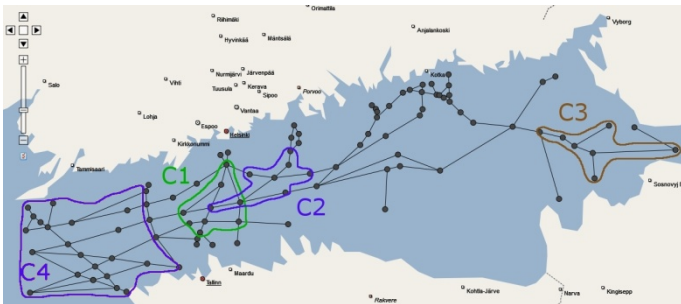 Orimattila
Riihimäki
Vyborg
Hyvinkää
Mäntsälä
Anjalankoski
Nurmijärvi
Järvenpää
Kotka
Salo
Vihti
Tuusula
Kerava
Porvoo
Sipoo
Vantaa
Lohja
Espoo
Helsinki
C3
Kirkkonummi
Tammisaari
C1
Sosnovyj
C2
C4
Tallinn
Maardu
Kohtla-Järve
Narva
Kingisepp
Rakvere